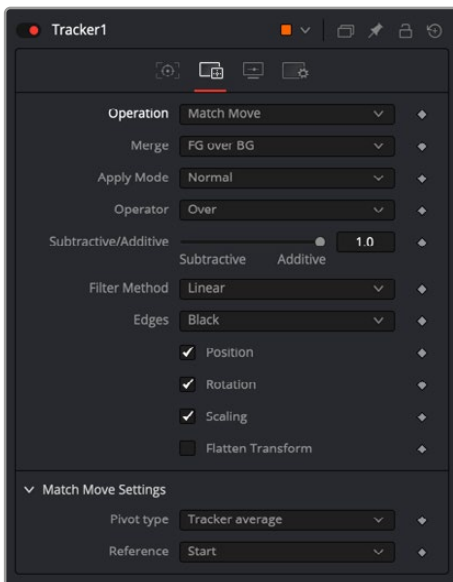 Tracker1
Operation Match Move
Merge FG over BG
Apply Mode Normal
Operator Over
Subtractive/Additive 1.0
Subtractive Additive
Filter Method Linear
Edges Black
Position
Rotation
Scaling
Flatten Transform
Match Move Settings
Pivot type Tracker average
Reference Start